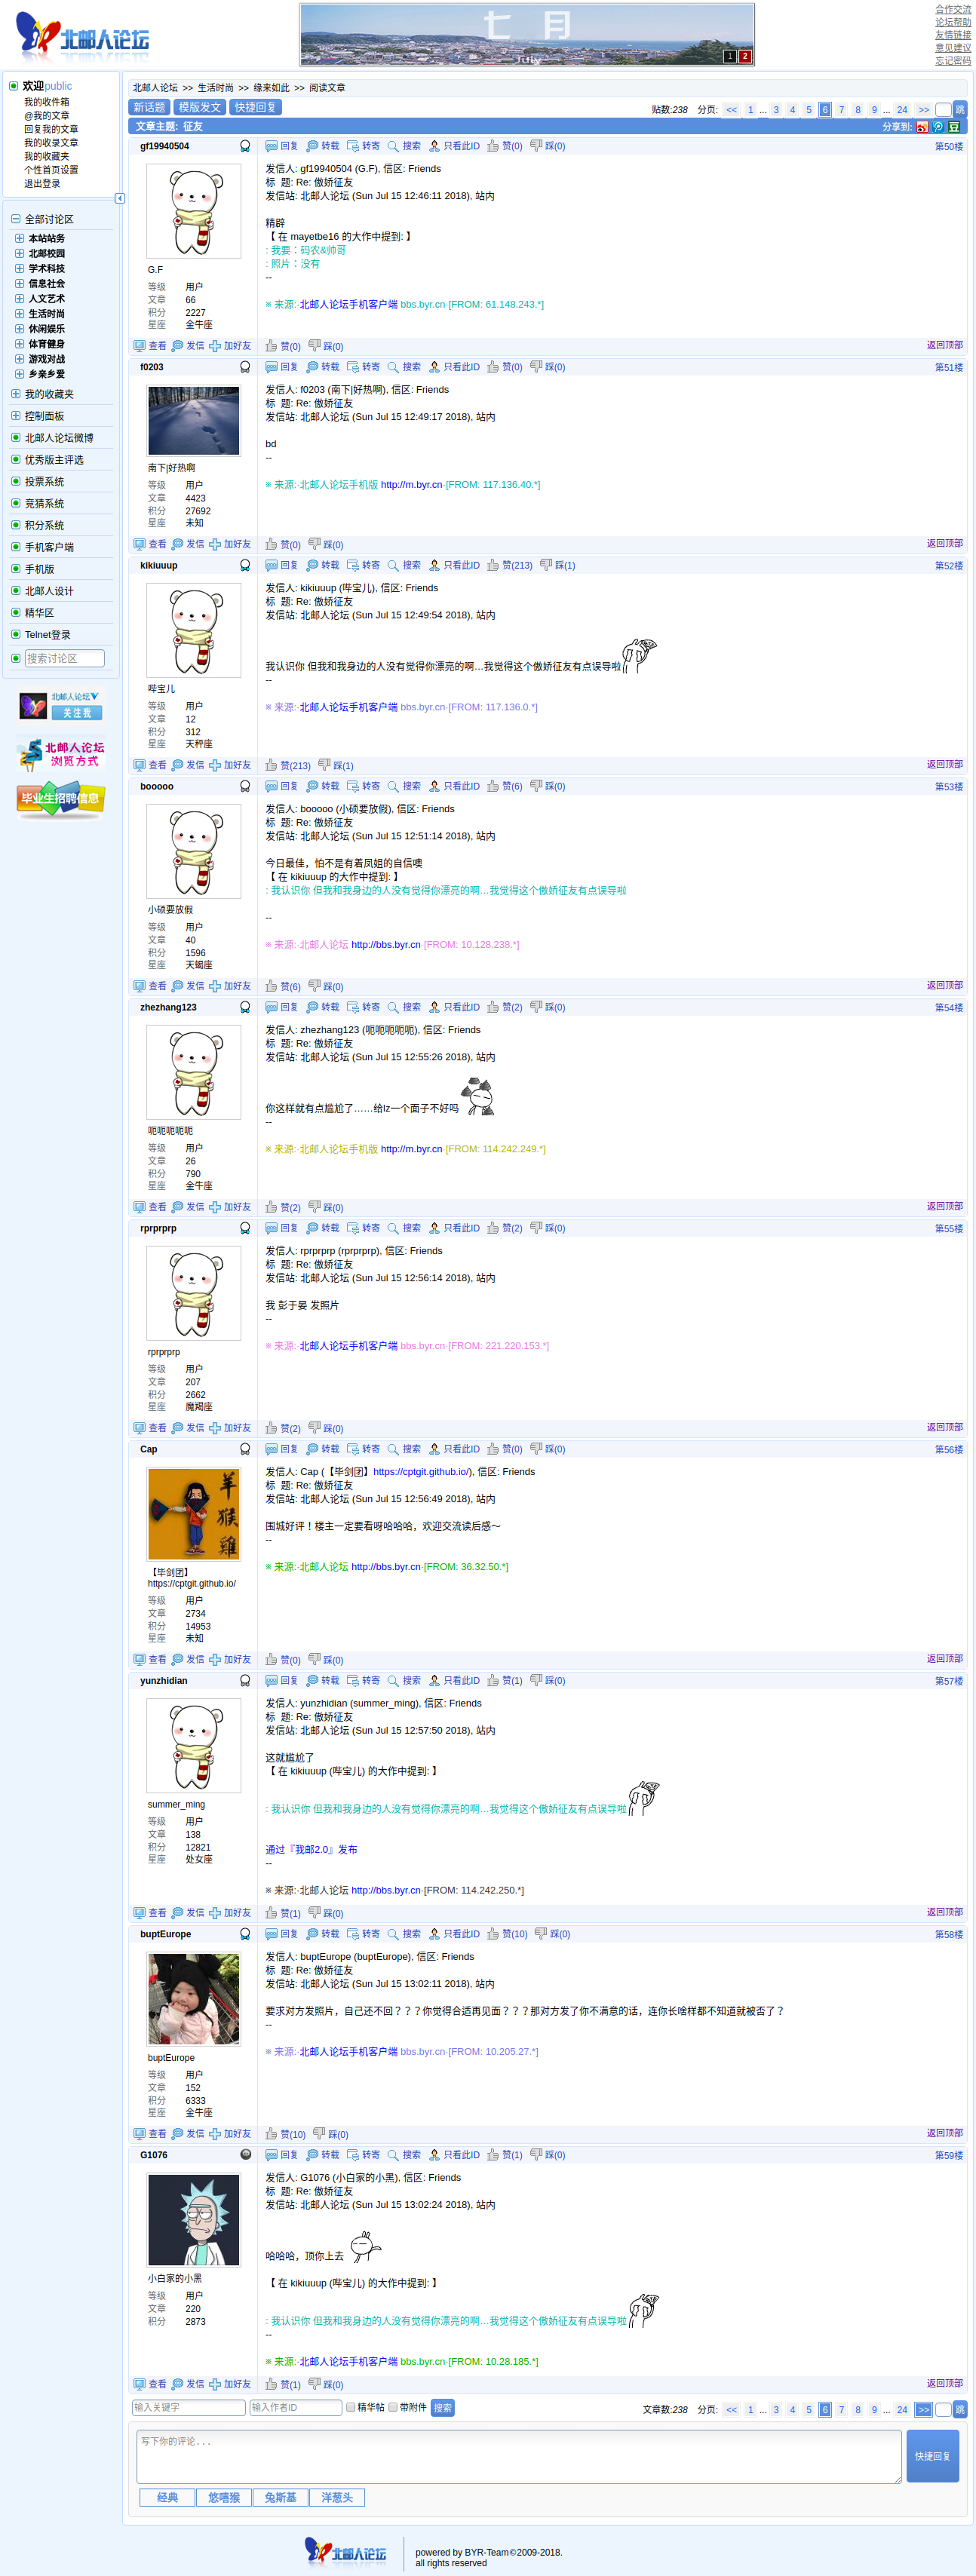 北邮人论坛
七 月
1 2
合作交流
论坛帮助
友情链接
意见建议
忘记密码
欢迎public
我的收件箱
@我的文章
回复我的文章
我的收录文章
我的收藏夹
个性首页设置
退出登录
全部讨论区
本站站务
北邮校园
学术科技
信息社会
人文艺术
生活时尚
休闲娱乐
体育健身
游戏对战
乡亲乡爱
我的收藏夹
控制面板
北邮人论坛微博
优秀版主评选
投票系统
竞猜系统
积分系统
手机客户端
手机版
北邮人设计
精华区
Telnet登录
搜索讨论区
北邮人论坛
关注我
北邮人论坛
浏览方式
毕业生招聘信息
北邮人论坛 >> 生活时尚 >> 缘来如此 >> 阅读文章
新话题 模版发文 快捷回复
贴数:238 分页: << 1 ... 3 4 5 6 7 8 9 ... 24 >> 跳
文章主题: 征友 分享到:
gf19940504 回复 转载 转寄 搜索 只看此ID 赞(0) 踩(0) 第50楼
G.F
等级 用户
文章 66
积分 2227
星座 金牛座
发信人: gf19940504 (G.F), 信区: Friends
标 题: Re: 傲娇征友
发信站: 北邮人论坛 (Sun Jul 15 12:46:11 2018), 站内
精辟
【 在 mayetbe16 的大作中提到: 】
: 我要：码农&帅哥
: 照片：没有
--
※ 来源:·北邮人论坛手机客户端 bbs.byr.cn·[FROM: 61.148.243.*]
查看 发信 加好友 赞(0) 踩(0) 返回顶部
f0203 回复 转载 转寄 搜索 只看此ID 赞(0) 踩(0) 第51楼
南下|好热啊
等级 用户
文章 4423
积分 27692
星座 未知
发信人: f0203 (南下|好热啊), 信区: Friends
标 题: Re: 傲娇征友
发信站: 北邮人论坛 (Sun Jul 15 12:49:17 2018), 站内
bd
--
※ 来源:·北邮人论坛手机版 http://m.byr.cn·[FROM: 117.136.40.*]
查看 发信 加好友 赞(0) 踩(0) 返回顶部
kikiuuup 回复 转载 转寄 搜索 只看此ID 赞(213) 踩(1) 第52楼
哔宝儿
等级 用户
文章 12
积分 312
星座 天秤座
发信人: kikiuuup (哔宝儿), 信区: Friends
标 题: Re: 傲娇征友
发信站: 北邮人论坛 (Sun Jul 15 12:49:54 2018), 站内
我认识你 但我和我身边的人没有觉得你漂亮的啊…我觉得这个傲娇征友有点误导啦
--
※ 来源:·北邮人论坛手机客户端 bbs.byr.cn·[FROM: 117.136.0.*]
查看 发信 加好友 赞(213) 踩(1) 返回顶部
booooo 回复 转载 转寄 搜索 只看此ID 赞(6) 踩(0) 第53楼
小硕要放假
等级 用户
文章 40
积分 1596
星座 天蝎座
发信人: booooo (小硕要放假), 信区: Friends
标 题: Re: 傲娇征友
发信站: 北邮人论坛 (Sun Jul 15 12:51:14 2018), 站内
今日最佳，怕不是有着凤姐的自信噢
【 在 kikiuuup 的大作中提到: 】
: 我认识你 但我和我身边的人没有觉得你漂亮的啊…我觉得这个傲娇征友有点误导啦
--
※ 来源:·北邮人论坛 http://bbs.byr.cn·[FROM: 10.128.238.*]
查看 发信 加好友 赞(6) 踩(0) 返回顶部
zhezhang123 回复 转载 转寄 搜索 只看此ID 赞(2) 踩(0) 第54楼
呃呃呃呃呃
等级 用户
文章 26
积分 790
星座 金牛座
发信人: zhezhang123 (呃呃呃呃呃), 信区: Friends
标 题: Re: 傲娇征友
发信站: 北邮人论坛 (Sun Jul 15 12:55:26 2018), 站内
你这样就有点尴尬了……给lz一个面子不好吗
--
※ 来源:·北邮人论坛手机版 http://m.byr.cn·[FROM: 114.242.249.*]
查看 发信 加好友 赞(2) 踩(0) 返回顶部
rprprprp 回复 转载 转寄 搜索 只看此ID 赞(2) 踩(0) 第55楼
rprprprp
等级 用户
文章 207
积分 2662
星座 魔羯座
发信人: rprprprp (rprprprp), 信区: Friends
标 题: Re: 傲娇征友
发信站: 北邮人论坛 (Sun Jul 15 12:56:14 2018), 站内
我 彭于晏 发照片
--
※ 来源:·北邮人论坛手机客户端 bbs.byr.cn·[FROM: 221.220.153.*]
查看 发信 加好友 赞(2) 踩(0) 返回顶部
Cap 回复 转载 转寄 搜索 只看此ID 赞(0) 踩(0) 第56楼
羊猴雞
【毕剑团】
https://cptgit.github.io/
等级 用户
文章 2734
积分 14953
星座 未知
发信人: Cap (【毕剑团】https://cptgit.github.io/), 信区: Friends
标 题: Re: 傲娇征友
发信站: 北邮人论坛 (Sun Jul 15 12:56:49 2018), 站内
围城好评！楼主一定要看呀哈哈哈，欢迎交流读后感～
--
※ 来源:·北邮人论坛 http://bbs.byr.cn·[FROM: 36.32.50.*]
查看 发信 加好友 赞(0) 踩(0) 返回顶部
yunzhidian 回复 转载 转寄 搜索 只看此ID 赞(1) 踩(0) 第57楼
summer_ming
等级 用户
文章 138
积分 12821
星座 处女座
发信人: yunzhidian (summer_ming), 信区: Friends
标 题: Re: 傲娇征友
发信站: 北邮人论坛 (Sun Jul 15 12:57:50 2018), 站内
这就尴尬了
【 在 kikiuuup (哔宝儿) 的大作中提到: 】
: 我认识你 但我和我身边的人没有觉得你漂亮的啊…我觉得这个傲娇征友有点误导啦
通过『我邮2.0』发布
--
※ 来源:·北邮人论坛 http://bbs.byr.cn·[FROM: 114.242.250.*]
查看 发信 加好友 赞(1) 踩(0) 返回顶部
buptEurope 回复 转载 转寄 搜索 只看此ID 赞(10) 踩(0) 第58楼
buptEurope
等级 用户
文章 152
积分 6333
星座 金牛座
发信人: buptEurope (buptEurope), 信区: Friends
标 题: Re: 傲娇征友
发信站: 北邮人论坛 (Sun Jul 15 13:02:11 2018), 站内
要求对方发照片，自己还不回？？？你觉得合适再见面？？？那对方发了你不满意的话，连你长啥样都不知道就被否了？
--
※ 来源:·北邮人论坛手机客户端 bbs.byr.cn·[FROM: 10.205.27.*]
查看 发信 加好友 赞(10) 踩(0) 返回顶部
G1076 回复 转载 转寄 搜索 只看此ID 赞(1) 踩(0) 第59楼
小白家的小黑
等级 用户
文章 220
积分 2873
发信人: G1076 (小白家的小黑), 信区: Friends
标 题: Re: 傲娇征友
发信站: 北邮人论坛 (Sun Jul 15 13:02:24 2018), 站内
哈哈哈，顶你上去
【 在 kikiuuup (哔宝儿) 的大作中提到: 】
: 我认识你 但我和我身边的人没有觉得你漂亮的啊…我觉得这个傲娇征友有点误导啦
--
※ 来源:·北邮人论坛手机客户端 bbs.byr.cn·[FROM: 10.28.185.*]
查看 发信 加好友 赞(1) 踩(0) 返回顶部
输入关键字 输入作者ID 精华帖 带附件 搜索
文章数:238 分页: << 1 ... 3 4 5 6 7 8 9 ... 24 >> 跳
写下你的评论...
快捷回复
经典 悠嘻猴 兔斯基 洋葱头
北邮人论坛
powered by BYR-Team©2009-2018.
all rights reserved